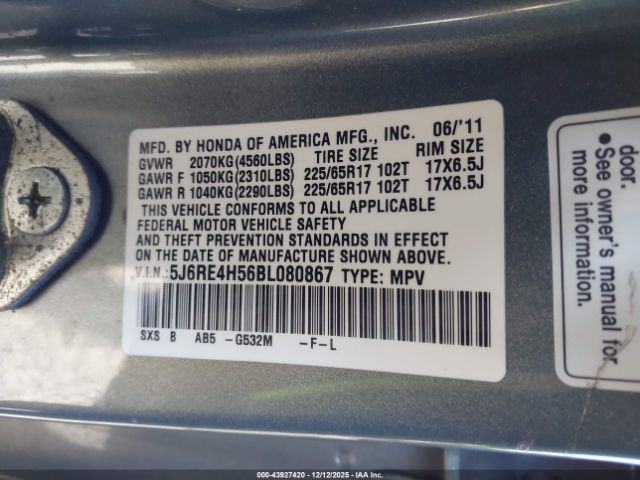 MFD. BY HONDA OF AMERICA MFG., INC. 06/'11
GVWR 2070KG(4560LBS) TIRE SIZE RIM SIZE
GAWR F 1050KG(2310LBS) 225/65R17 102T 17X6.5J
GAWR R 1040KG(2290LBS) 225/65R17 102T 17X6.5J
THIS VEHICLE CONFORMS TO ALL APPLICABLE
FEDERAL MOTOR VEHICLE SAFETY
AND THEFT PREVENTION STANDARDS IN EFFECT
ON THE DATE OF MANUFACTURE SHOWN ABOVE.
V.I.N.:5J6RE4H56BL080867 TYPE: MPV
SXS B AB5 -G532M -F-L
door.
• See owner's
manual for
more
000-43927420 - 12/12/2025 - IAAI.com